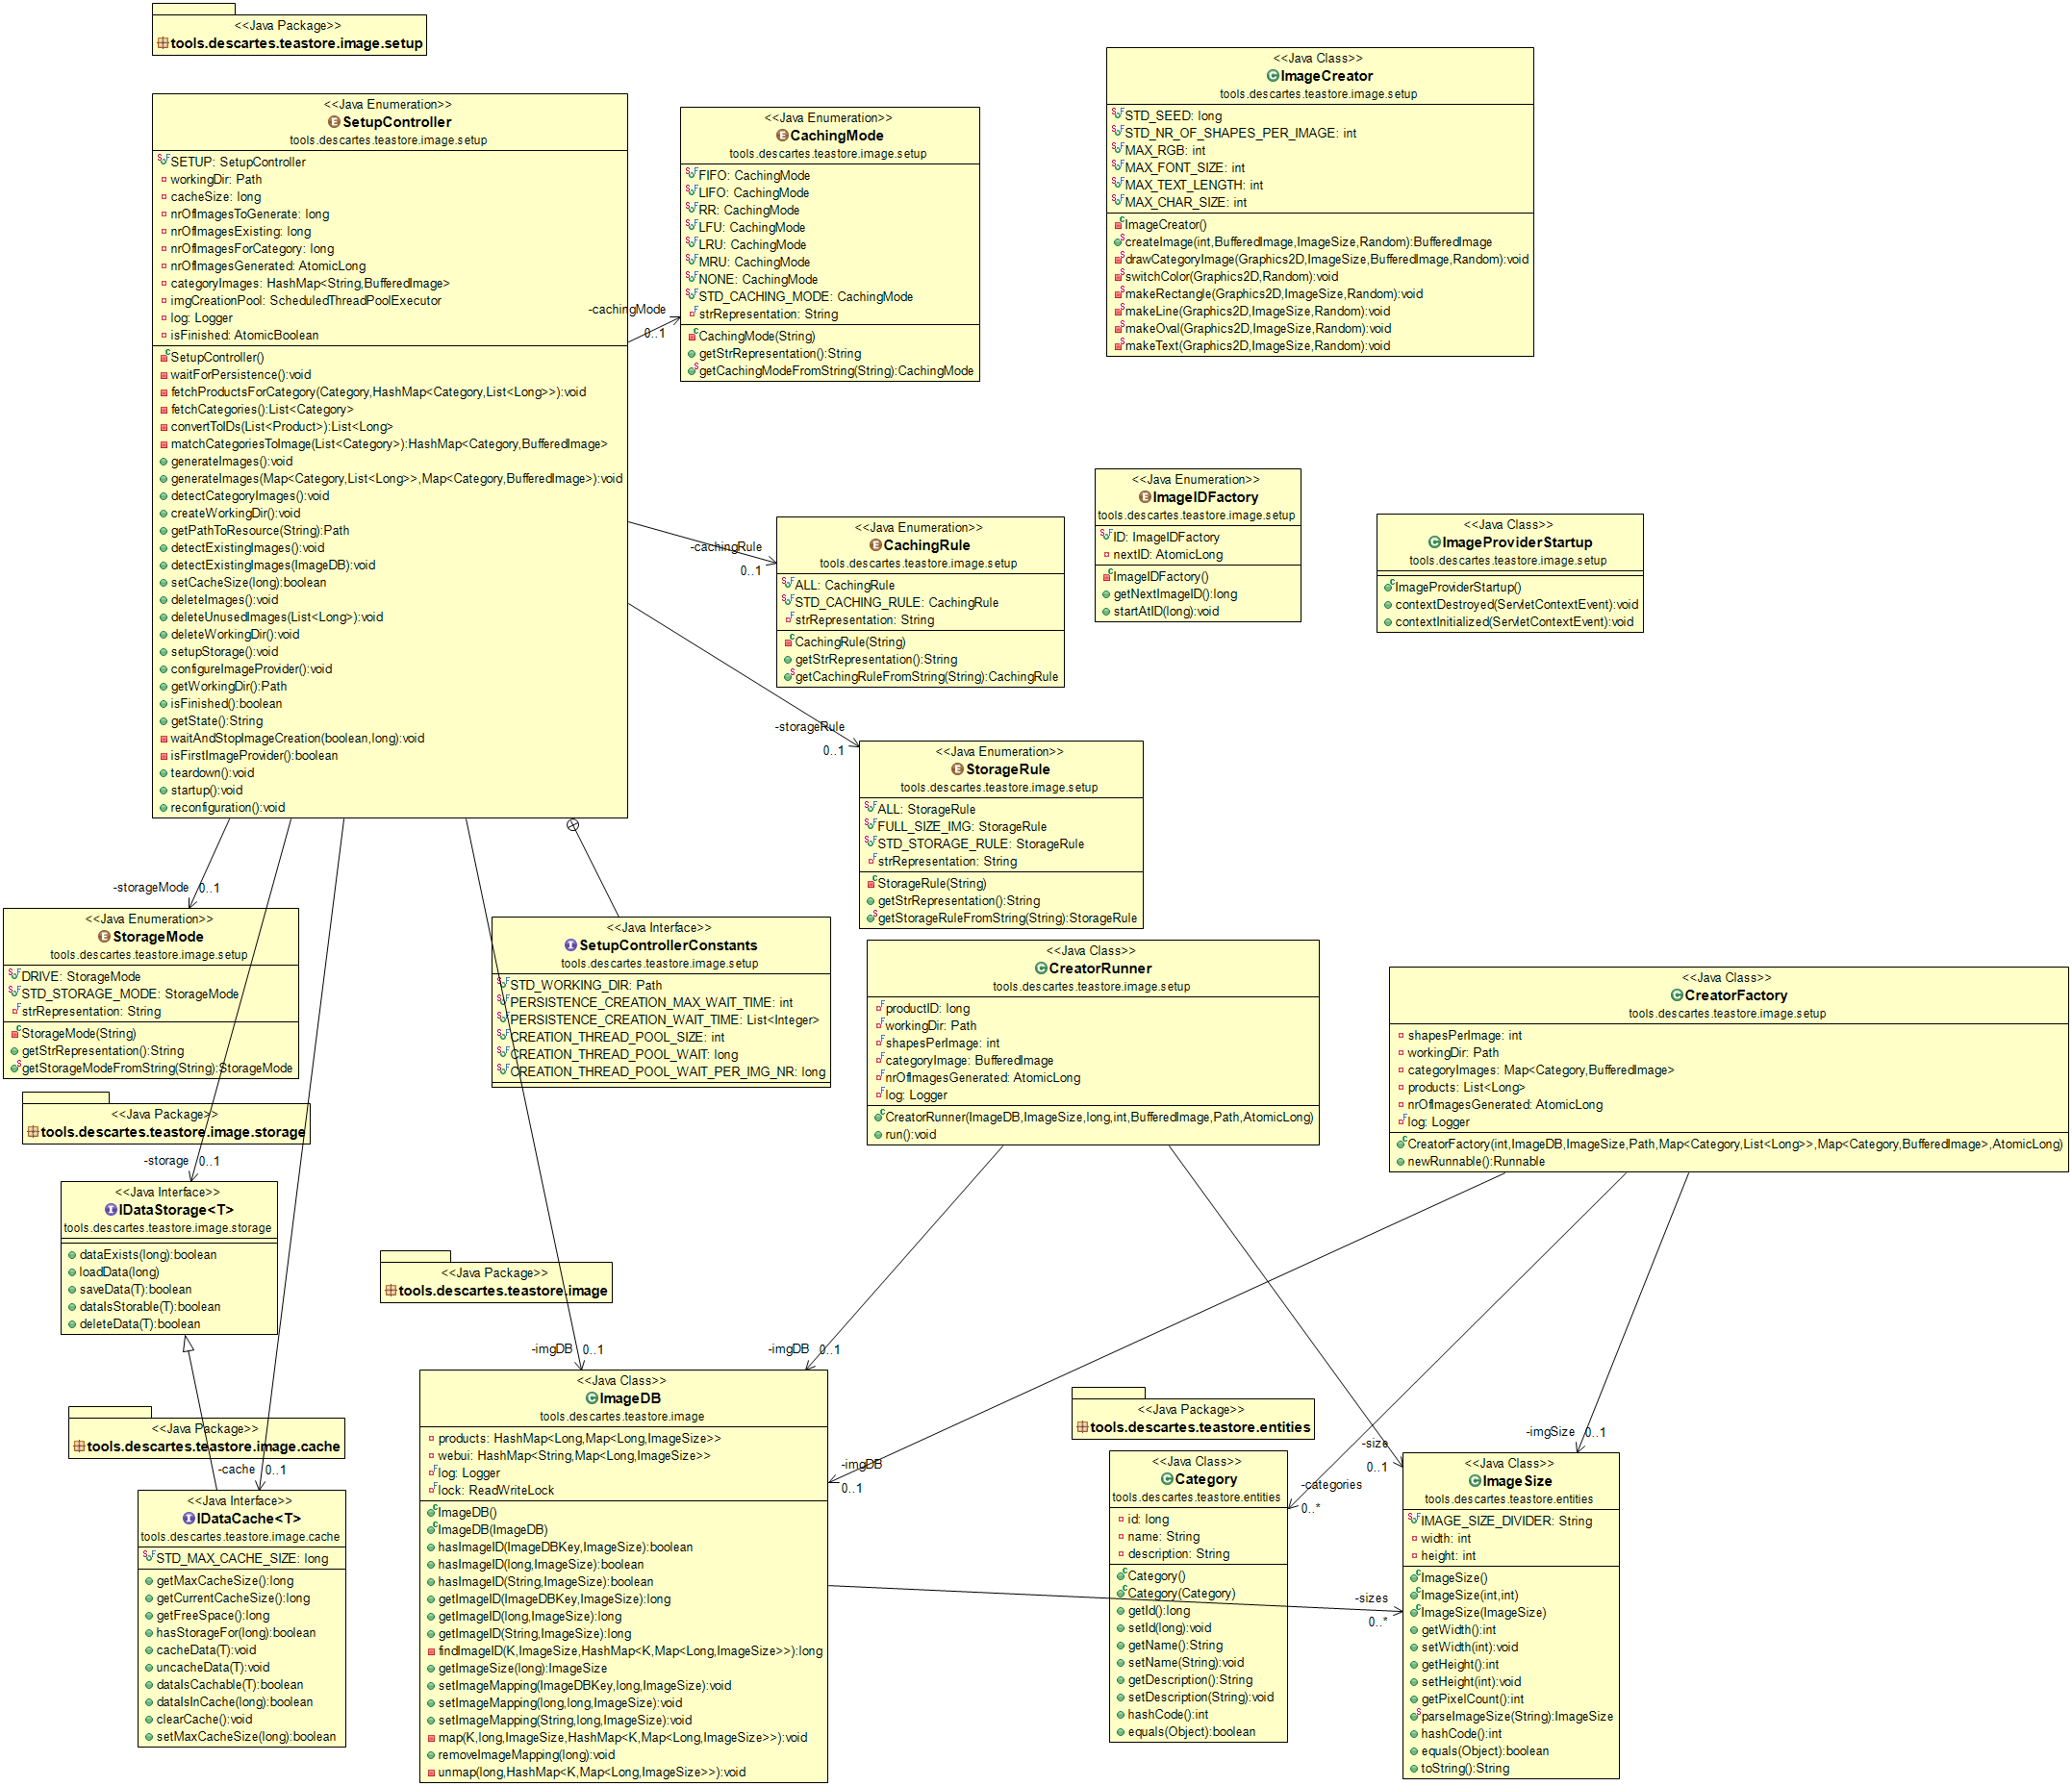 <<Java Package>>
tools.descartes.teastore.image.setup
<<Java Enumeration>>
SetupController
tools.descartes.teastore.image.setup
SETUP: SetupController
workingDir: Path
cacheSize: long
nrOfImagesToGenerate: long
nrOfImagesExisting: long
nrOfImagesForCategory: long
nrOfImagesGenerated: AtomicLong
categoryImages: HashMap<String,BufferedImage>
imgCreationPool: ScheduledThreadPoolExecutor
log: Logger
isFinished: AtomicBoolean
SetupController()
waitForPersistence():void
fetchProductsForCategory(Category,HashMap<Category,List<Long>>):void
fetchCategories():List<Category>
convertToIDs(List<Product>):List<Long>
matchCategoriesToImage(List<Category>):HashMap<Category,BufferedImage>
generateImages():void
generateImages(Map<Category,List<Long>>,Map<Category,BufferedImage>):void
detectCategoryImages():void
createWorkingDir():void
getPathToResource(String):Path
detectExistingImages():void
detectExistingImages(ImageDB):void
setCacheSize(long):boolean
deleteImages():void
deleteUnusedImages(List<Long>):void
deleteWorkingDir():void
setupStorage():void
configureImageProvider():void
getWorkingDir():Path
isFinished():boolean
getState():String
waitAndStopImageCreation(boolean,long):void
isFirstImageProvider():boolean
teardown():void
startup():void
reconfiguration():void
-cachingMode
0..1
<<Java Enumeration>>
CachingMode
tools.descartes.teastore.image.setup
FIFO: CachingMode
LIFO: CachingMode
RR: CachingMode
LFU: CachingMode
LRU: CachingMode
MRU: CachingMode
NONE: CachingMode
STD_CACHING_MODE: CachingMode
strRepresentation: String
CachingMode(String)
getStrRepresentation():String
getCachingModeFromString(String):CachingMode
<<Java Class>>
ImageCreator
tools.descartes.teastore.image.setup
STD_SEED: long
STD_NR_OF_SHAPES_PER_IMAGE: int
MAX_RGB: int
MAX_FONT_SIZE: int
MAX_TEXT_LENGTH: int
MAX_CHAR_SIZE: int
ImageCreator()
createImage(int,BufferedImage,ImageSize,Random):BufferedImage
drawCategoryImage(Graphics2D,ImageSize,BufferedImage,Random):void
switchColor(Graphics2D,Random):void
makeRectangle(Graphics2D,ImageSize,Random):void
makeLine(Graphics2D,ImageSize,Random):void
makeOval(Graphics2D,ImageSize,Random):void
makeText(Graphics2D,ImageSize,Random):void
-cachingRule
0..1
<<Java Enumeration>>
CachingRule
tools.descartes.teastore.image.setup
ALL: CachingRule
STD_CACHING_RULE: CachingRule
strRepresentation: String
CachingRule(String)
getStrRepresentation():String
getCachingRuleFromString(String):CachingRule
<<Java Enumeration>>
ImageIDFactory
tools.descartes.teastore.image.setup
ID: ImageIDFactory
nextID: AtomicLong
ImageIDFactory()
getNextImageID():long
startAtID(long):void
<<Java Class>>
ImageProviderStartup
tools.descartes.teastore.image.setup
ImageProviderStartup()
contextDestroyed(ServletContextEvent):void
contextInitialized(ServletContextEvent):void
-storageRule
0..1
<<Java Enumeration>>
StorageRule
tools.descartes.teastore.image.setup
ALL: StorageRule
FULL_SIZE_IMG: StorageRule
STD_STORAGE_RULE: StorageRule
strRepresentation: String
StorageRule(String)
getStrRepresentation():String
getStorageRuleFromString(String):StorageRule
-storageMode
0..1
<<Java Enumeration>>
StorageMode
tools.descartes.teastore.image.setup
DRIVE: StorageMode
STD_STORAGE_MODE: StorageMode
strRepresentation: String
StorageMode(String)
getStrRepresentation():String
getStorageModeFromString(String):StorageMode
<<Java Interface>>
SetupControllerConstants
tools.descartes.teastore.image.setup
STD_WORKING_DIR: Path
PERSISTENCE_CREATION_MAX_WAIT_TIME: int
PERSISTENCE_CREATION_WAIT_TIME: List<Integer>
CREATION_THREAD_POOL_SIZE: int
CREATION_THREAD_POOL_WAIT: long
CREATION_THREAD_POOL_WAIT_PER_IMG_NR: long
<<Java Class>>
CreatorRunner
tools.descartes.teastore.image.setup
productID: long
workingDir: Path
shapesPerImage: int
categoryImage: BufferedImage
nrOfImagesGenerated: AtomicLong
log: Logger
CreatorRunner(ImageDB,ImageSize,long,int,BufferedImage,Path,AtomicLong)
run():void
<<Java Class>>
CreatorFactory
tools.descartes.teastore.image.setup
shapesPerImage: int
workingDir: Path
categoryImages: Map<Category,BufferedImage>
products: List<Long>
nrOfImagesGenerated: AtomicLong
log: Logger
CreatorFactory(int,ImageDB,ImageSize,Path,Map<Category,List<Long>>,Map<Category,BufferedImage>,AtomicLong)
newRunnable():Runnable
<<Java Package>>
tools.descartes.teastore.image.storage
-storage
0..1
<<Java Interface>>
IDataStorage<T>
tools.descartes.teastore.image.storage
dataExists(long):boolean
loadData(long)
saveData(T):boolean
dataIsStorable(T):boolean
deleteData(T):boolean
<<Java Package>>
tools.descartes.teastore.image
<<Java Package>>
tools.descartes.teastore.image.cache
-cache
0..1
<<Java Interface>>
IDataCache<T>
tools.descartes.teastore.image.cache
STD_MAX_CACHE_SIZE: long
getMaxCacheSize():long
getCurrentCacheSize():long
getFreeSpace():long
hasStorageFor(long):boolean
cacheData(T):void
uncacheData(T):void
dataIsCachable(T):boolean
dataIsInCache(long):boolean
clearCache():void
setMaxCacheSize(long):boolean
-imgDB
0..1
-imgDB
0..1
<<Java Class>>
ImageDB
tools.descartes.teastore.image
products: HashMap<Long,Map<Long,ImageSize>>
webui: HashMap<String,Map<Long,ImageSize>>
log: Logger
lock: ReadWriteLock
ImageDB()
ImageDB(ImageDB)
hasImageID(ImageDBKey,ImageSize):boolean
hasImageID(long,ImageSize):boolean
hasImageID(String,ImageSize):boolean
getImageID(ImageDBKey,ImageSize):long
getImageID(long,ImageSize):long
getImageID(String,ImageSize):long
findImageID(K,ImageSize,HashMap<K,Map<Long,ImageSize>>):long
getImageSize(long):ImageSize
setImageMapping(ImageDBKey,long,ImageSize):void
setImageMapping(long,long,ImageSize):void
setImageMapping(String,long,ImageSize):void
map(K,long,ImageSize,HashMap<K,Map<Long,ImageSize>>):void
removeImageMapping(long):void
unmap(long,HashMap<K,Map<Long,ImageSize>>):void
-imgDB
0..1
<<Java Package>>
tools.descartes.teastore.entities
-categories
0..*
<<Java Class>>
Category
tools.descartes.teastore.entities
id: long
name: String
description: String
Category()
Category(Category)
getId():long
setId(long):void
getName():String
setName(String):void
getDescription():String
setDescription(String):void
hashCode():int
equals(Object):boolean
-size
0..1
-imgSize
0..1
-sizes
0..*
<<Java Class>>
ImageSize
tools.descartes.teastore.entities
IMAGE_SIZE_DIVIDER: String
width: int
height: int
ImageSize()
ImageSize(int,int)
ImageSize(ImageSize)
getWidth():int
setWidth(int):void
getHeight():int
setHeight(int):void
getPixelCount():int
parseImageSize(String):ImageSize
hashCode():int
equals(Object):boolean
toString():String